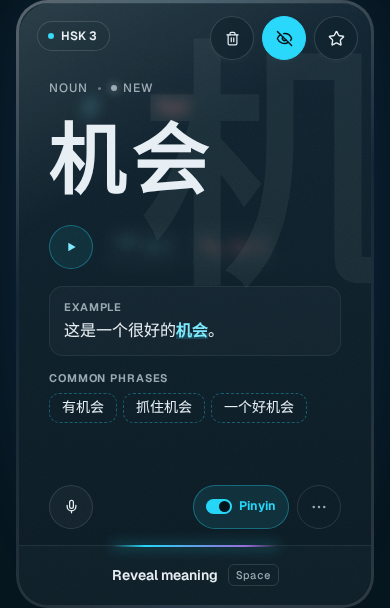 HSK 3
NOUN • NEW
机会
EXAMPLE
这是一个很好的机会。
COMMON PHRASES
有机会 抓住机会 一个好机会
Pinyin
Reveal meaning Space